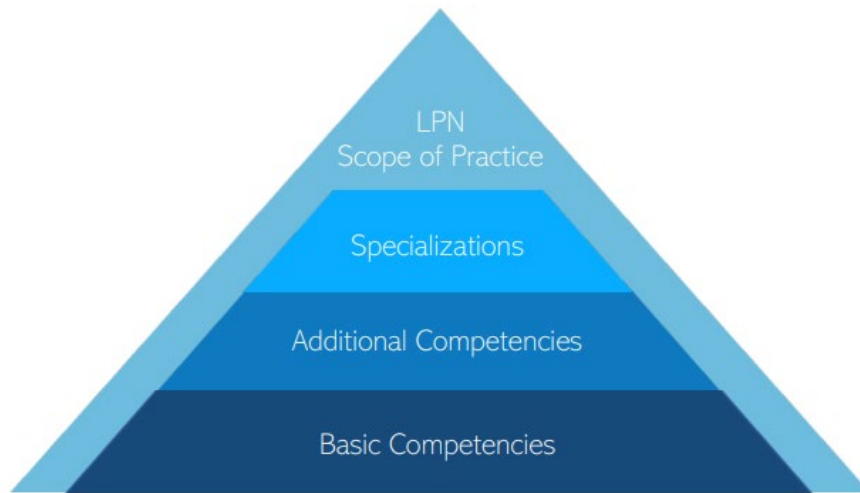 LPN
Scope of Practice
Specializations
Additional Competencies
Basic Competencies